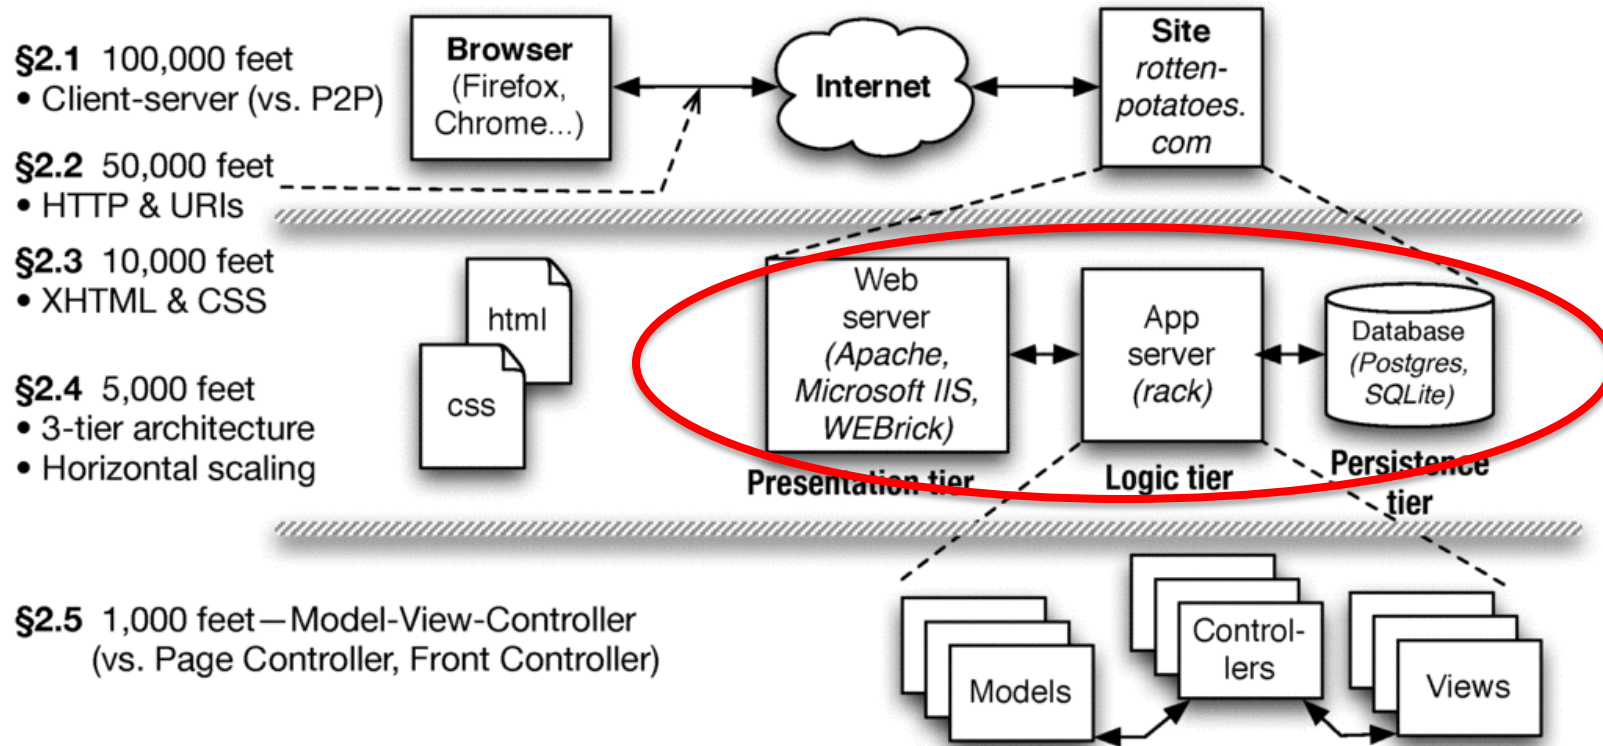 §2.1 100,000 feet
• Client-server (vs. P2P)
§2.2 50,000 feet
• HTTP & URIs
§2.3 10,000 feet
• XHTML & CSS
§2.4 5,000 feet
• 3-tier architecture
• Horizontal scaling
§2.5 1,000 feet—Model-View-Controller
(vs. Page Controller, Front Controller)
Browser
(Firefox,
Chrome...)
Internet
Site
rotten-
potatoes.
com
html
css
Web
server
(Apache,
Microsoft IIS,
WEBrick)
Presentation tier
App
server
(rack)
Logic tier
Database
(Postgres,
SQLite)
Persistence
tier
Models
Control-
lers
Views